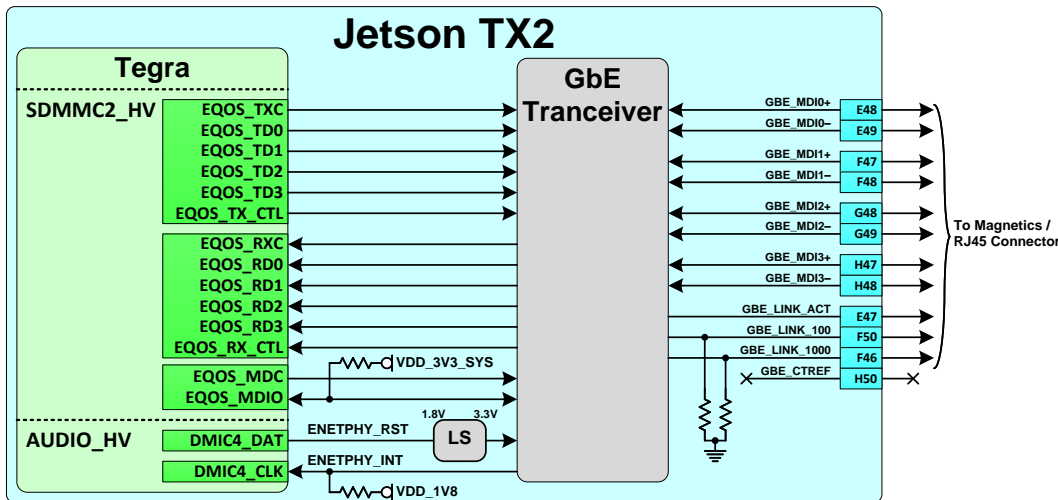 Jetson TX2
Tegra
SDMMC2_HV
EQOS_TXC
EQOS_TD0
EQOS_TD1
EQOS_TD2
EQOS_TD3
EQOS_TX_CTL
EQOS_RXC
EQOS_RD0
EQOS_RD1
EQOS_RD2
EQOS_RD3
EQOS_RX_CTL
EQOS_MDC
EQOS_MDIO
VDD_3V3_SYS
AUDIO_HV
DMIC4_DAT
DMIC4_CLK
ENETPHY_RST
1.8V
3.3V
LS
ENETPHY_INT
VDD_1V8
GbE
Tranceiver
GBE_MDI0+ E48
GBE_MDI0– E49
GBE_MDI1+ F47
GBE_MDI1– F48
GBE_MDI2+ G48
GBE_MDI2– G49
GBE_MDI3+ H47
GBE_MDI3– H48
GBE_LINK_ACT E47
GBE_LINK_100 F50
GBE_LINK_1000 F46
GBE_CTREF H50
To Magnetics /
RJ45 Connector